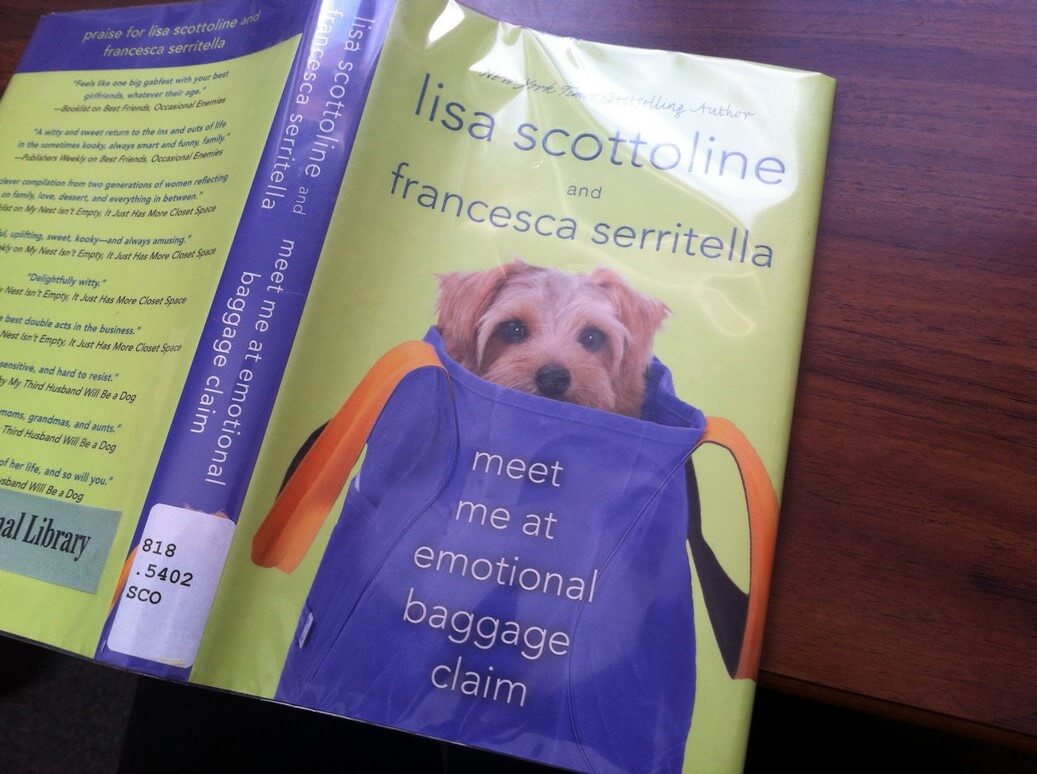 praise for lisa scottoline and
francesca serritella
"Feels like one big gabfest with your best
girlfriends, whatever their age."
—Booklist on Best Friends, Occasional Enemies
"A witty and sweet return to the ins and outs of life
in the sometimes kooky, always smart and funny, family."
—Publishers Weekly on Best Friends, Occasional Enemies
compilation from two generations of women reflecting
on family, love, dessert, and everything in between."
on My Nest Isn't Empty, It Just Has More Closet Space
uplifting, sweet, kooky—and always amusing."
on My Nest Isn't Empty, It Just Has More Closet Space
"Delightfully witty."
Nest Isn't Empty, It Just Has More Closet Space
best double acts in the business."
Nest Isn't Empty, It Just Has More Closet Space
sensitive, and hard to resist."
My Third Husband Will Be a Dog
moms, grandmas, and aunts."
Third Husband Will Be a Dog
of her life, and so will you."
Will Be a Dog
Library
lisa scottoline and
francesca serritella
meet me at emotional
baggage claim
818
.5402
SCO
New York Times Bestselling Author
lisa scottoline
and
francesca serritella
meet
me at
emotional
baggage
claim